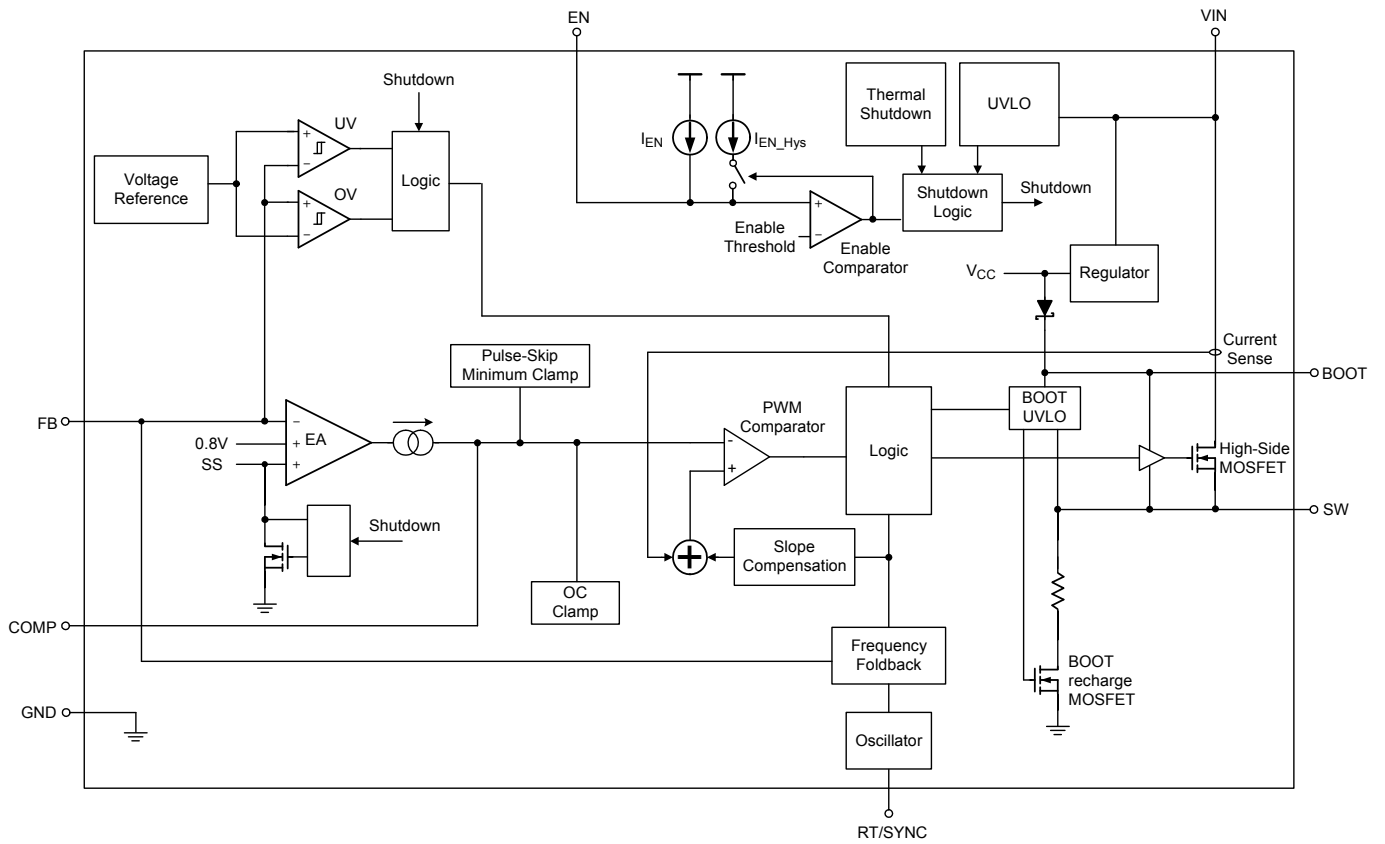 EN
VIN
Shutdown
UV
+
−
Voltage
Reference
OV
+
−
Logic
I_EN
I_EN_Hys
Thermal
Shutdown
UVLO
Shutdown
Logic
Shutdown
+
−
Enable
Threshold
Enable
Comparator
V_CC
Regulator
Current
Sense
BOOT
Pulse-Skip
Minimum Clamp
BOOT
UVLO
FB
−
0.8V
+
EA
SS
+
PWM
Comparator
-
+
Logic
High-Side
MOSFET
SW
Shutdown
+
Slope
Compensation
OC
Clamp
COMP
Frequency
Foldback
BOOT
recharge
MOSFET
GND
Oscillator
RT/SYNC